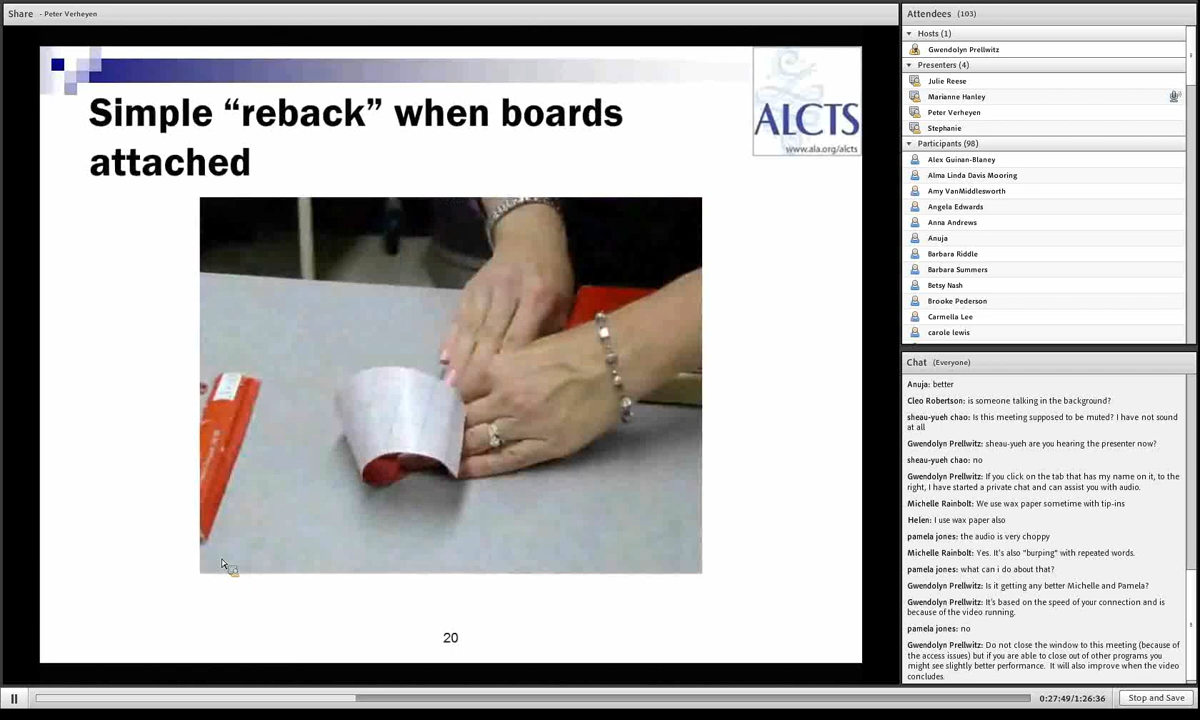 Share - Peter Verheyen
Simple “reback” when boards
attached
ALCTS
www.ala.org/alcts
20
Attendees (103)
Hosts (1)
Gwendolyn Prellwitz
Presenters (4)
Julie Reese
Marianne Hanley
Peter Verheyen
Stephanie
Participants (98)
Alex Guinan-Blaney
Alma Linda Davis Mooring
Amy VanMiddlesworth
Angela Edwards
Anna Andrews
Anuja
Barbara Riddle
Barbara Summers
Betsy Nash
Brooke Pederson
Carmella Lee
carole lewis
Chat (Everyone)
Anuja: better
Cleo Robertson: is someone talking in the background?
sheau-yueh chao: Is this meeting supposed to be muted? I have not sound
at all
Gwendolyn Prellwitz: sheau-yueh are you hearing the presenter now?
sheau-yueh chao: no
Gwendolyn Prellwitz: If you click on the tab that has my name on it, to the
right, I have started a private chat and can assist you with audio.
Michelle Rainbolt: We use wax paper sometime with tip-ins
Helen: I use wax paper also
pamela jones: the audio is very choppy
Michelle Rainbolt: Yes. It's also "burping" with repeated words.
pamela jones: what can i do about that?
Gwendolyn Prellwitz: Is it getting any better Michelle and Pamela?
Gwendolyn Prellwitz: It's based on the speed of your connection and is
because of the video running.
pamela jones: no
Gwendolyn Prellwitz: Do not close the window to this meeting (because of
the access issues) but if you are able to close out of other programs you
might see slightly better performance. It will also improve when the video
concludes.
0:27:49/1:26:36
Stop and Save